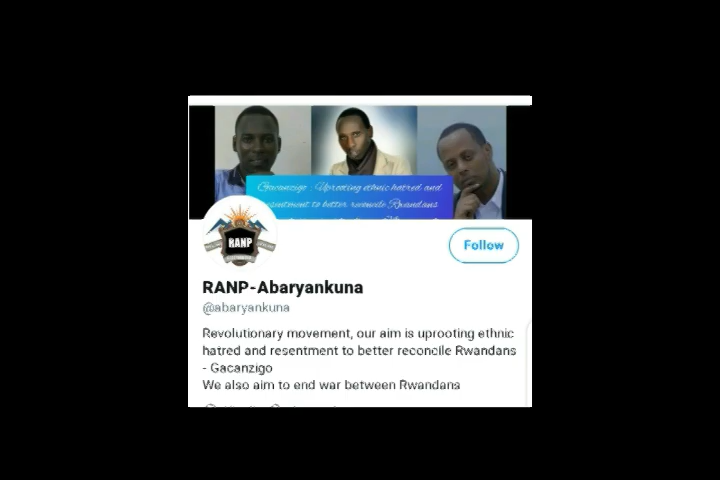 Gacanzigo : Uprooting ethnic hatred and
resentment to better reconcile Rwandans
RANP
Follow
RANP-Abaryankuna
@abaryankuna
Revolutionary movement, our aim is uprooting ethnic
hatred and resentment to better reconcile Rwandans
- Gacanzigo
We also aim to end war between Rwandans